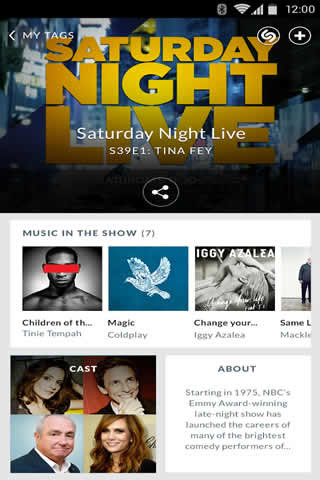 12:00
MY TAGS
SATURDAY
NIGHT
LIVE
Saturday Night Live
S39E1: TINA FEY
MUSIC IN THE SHOW (7)
IGGY AZALEA
Change your life
Children of th...
Magic
Change your...
Same L
Tinie Tempah
Coldplay
Iggy Azalea
Mackle
CAST
ABOUT
Starting in 1975, NBC's
Emmy Award-winning
late-night show has
launched the careers of
many of the brightest
comedy performers of...